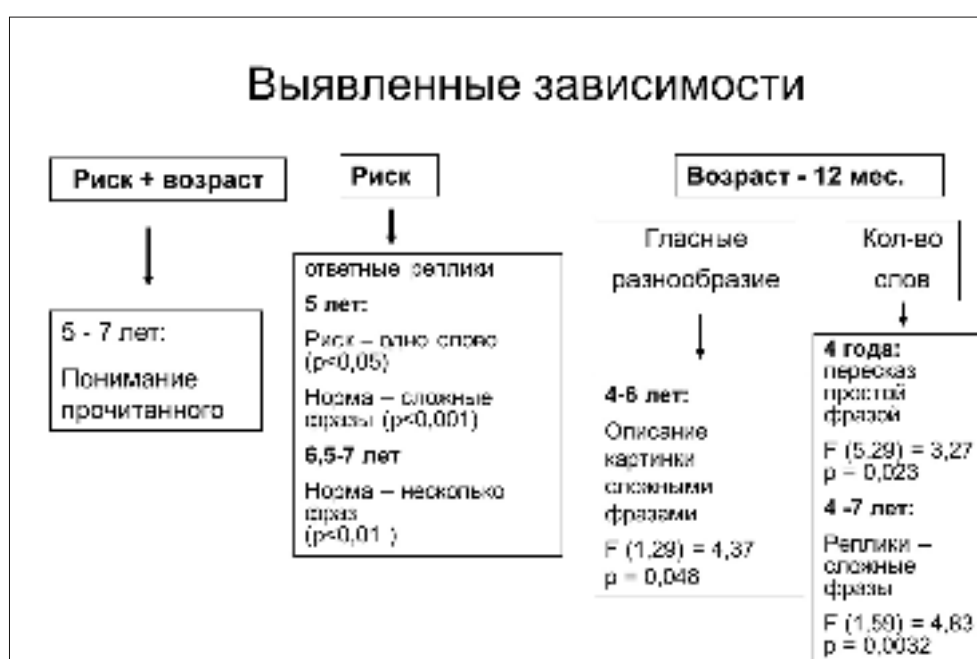 Выявленные зависимости
Риск + возраст
5 - 7 лет:
Понимание
прочитанного
Риск
ответные реплики
5 лет:
Риск – одно слово
(p<0,05)
Норма – сложные
фразы (p<0,001)
6,5-7 лет
Норма – несколько
фраз
(p<0,01 )
Возраст - 12 мес.
Гласные
разнообразие
4-6 лет:
Описание
картинки
сложными
фразами
F (1,29) = 4,37
p = 0,048
Кол-во
слов
4 года:
пересказ
простой
фразой
F (5,29) = 3,27
p = 0,023
4 -7 лет:
Реплики –
сложные
фразы
F (1,59) = 4,83
p = 0,0032